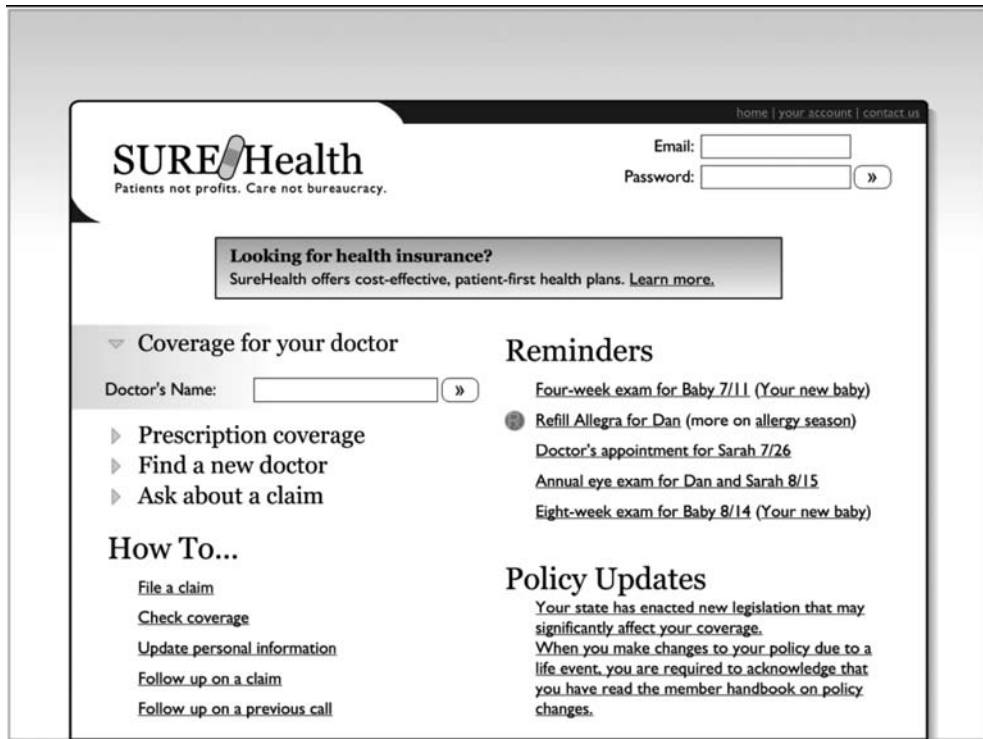 home | your account | contact us
SURE Health
Patients not profits. Care not bureaucracy.
Email:
Password:
»
Looking for health insurance?
SureHealth offers cost-effective, patient-first health plans. Learn more.
Coverage for your doctor
Doctor's Name:
»
Prescription coverage
Find a new doctor
Ask about a claim
How To...
File a claim
Check coverage
Update personal information
Follow up on a claim
Follow up on a previous call
Reminders
Four-week exam for Baby 7/11 (Your new baby)
Refill Allegra for Dan (more on allergy season)
Doctor's appointment for Sarah 7/26
Annual eye exam for Dan and Sarah 8/15
Eight-week exam for Baby 8/14 (Your new baby)
Policy Updates
Your state has enacted new legislation that may
significantly affect your coverage.
When you make changes to your policy due to a
life event, you are required to acknowledge that
you have read the member handbook on policy
changes.